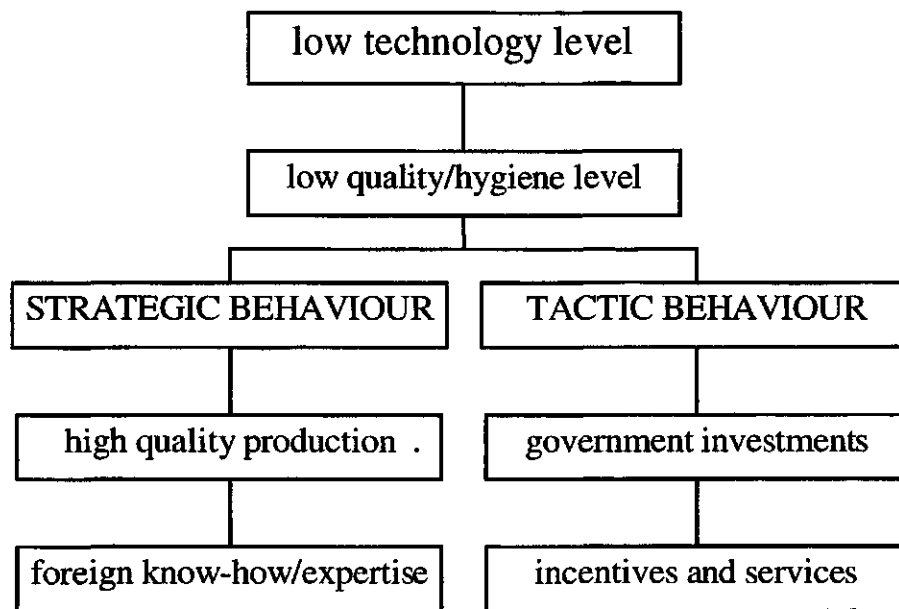 low technology level
low quality/hygiene level
STRATEGIC BEHAVIOUR
TACTIC BEHAVIOUR
high quality production .
government investments
foreign know-how/expertise
incentives and services